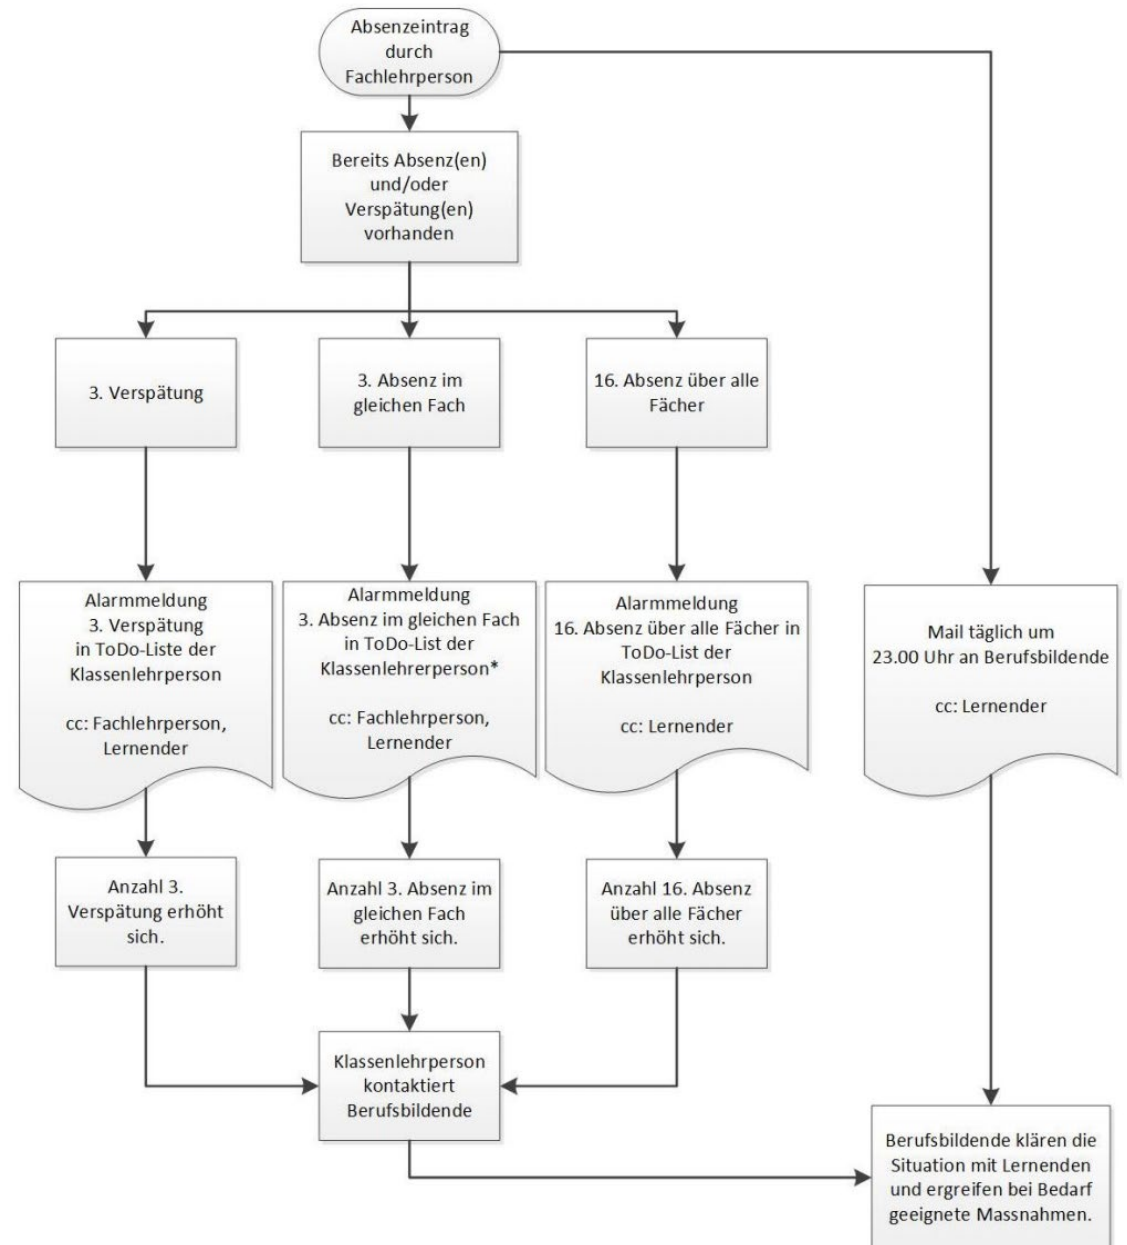 Absenzeintrag
durch
Fachlehrperson
Bereits Absenz(en)
und/oder
Verspätung(en)
vorhanden
3. Verspätung
3. Absenz im
gleichen Fach
16. Absenz über alle
Fächer
Alarmmeldung
3. Verspätung
in ToDo-Liste der
Klassenlehrperson
cc: Fachlehrperson,
Lernender
Alarmmeldung
3. Absenz im gleichen Fach
in ToDo-List der
Klassenlehrerperson*
cc: Fachlehrperson,
Lernender
Alarmmeldung
16. Absenz über alle Fächer in
ToDo-List der
Klassenlehrperson
cc: Lernender
Mail täglich um
23.00 Uhr an Berufsbildende
cc: Lernender
Anzahl 3.
Verspätung erhöht
sich.
Anzahl 3. Absenz im
gleichen Fach
erhöht sich.
Anzahl 16. Absenz
über alle Fächer
erhöht sich.
Klassenlehrperson
kontaktiert
Berufsbildende
Berufsbildende klären die
Situation mit Lernenden
und ergreifen bei Bedarf
geeignete Massnahmen.